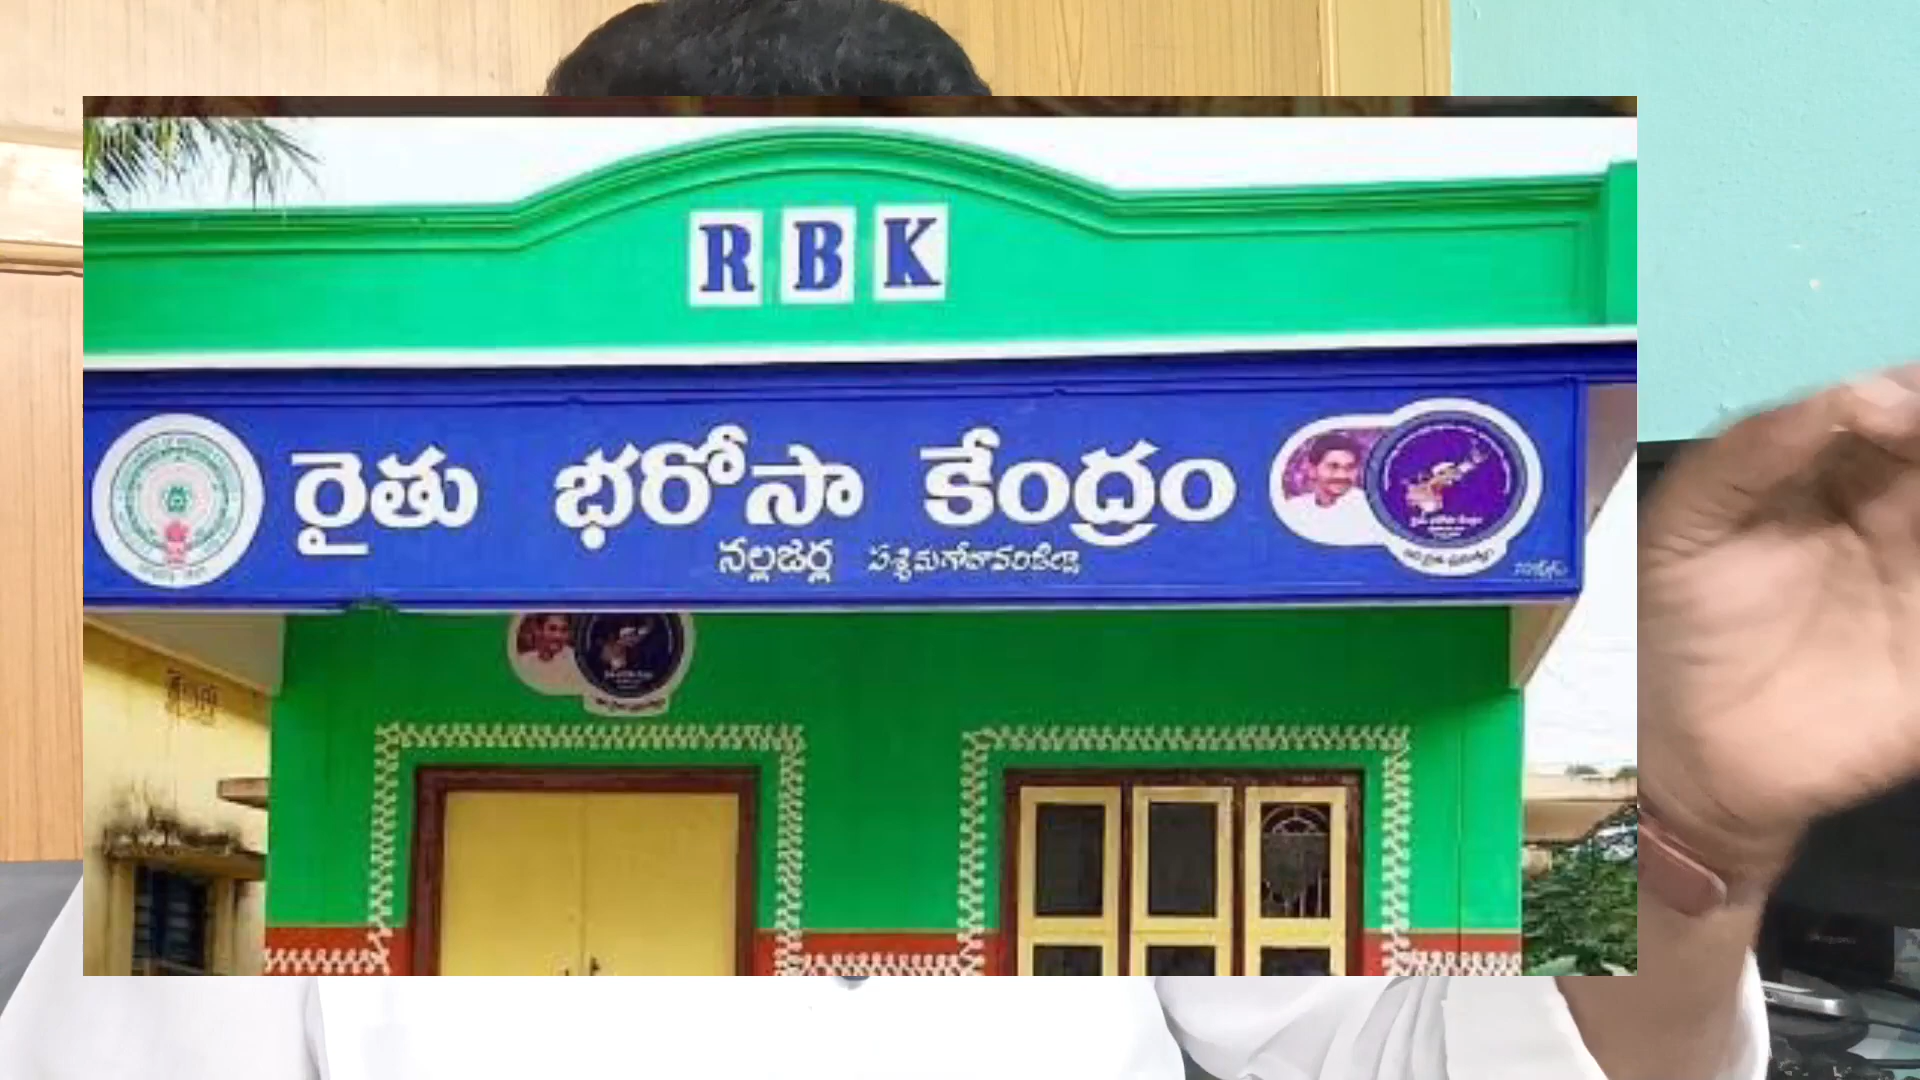 RBK
రైతు భరోసా కేంద్రం
నల్లజెర్ల పశ్చిమగోదావరిజిల్లా